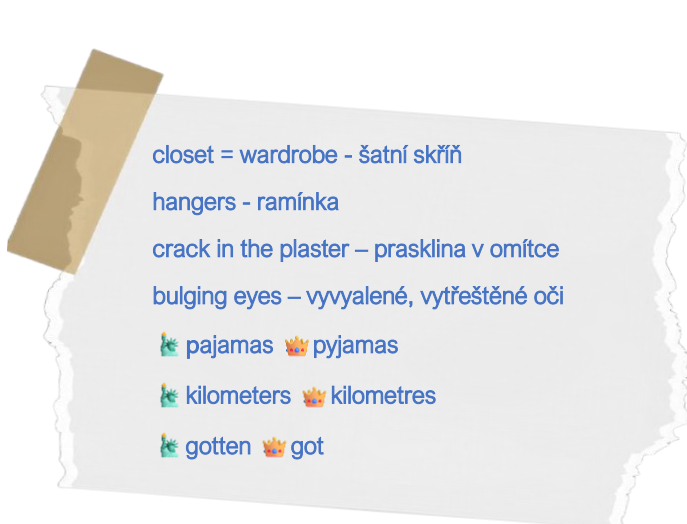 closet = wardrobe - šatní skříň
hangers - ramínka
crack in the plaster – prasklina v omítce
bulging eyes – vyvyalené, vytřeštěné oči
🗽 pajamas 👑 pyjamas
🗽 kilometers 👑 kilometres
🗽 gotten 👑 got